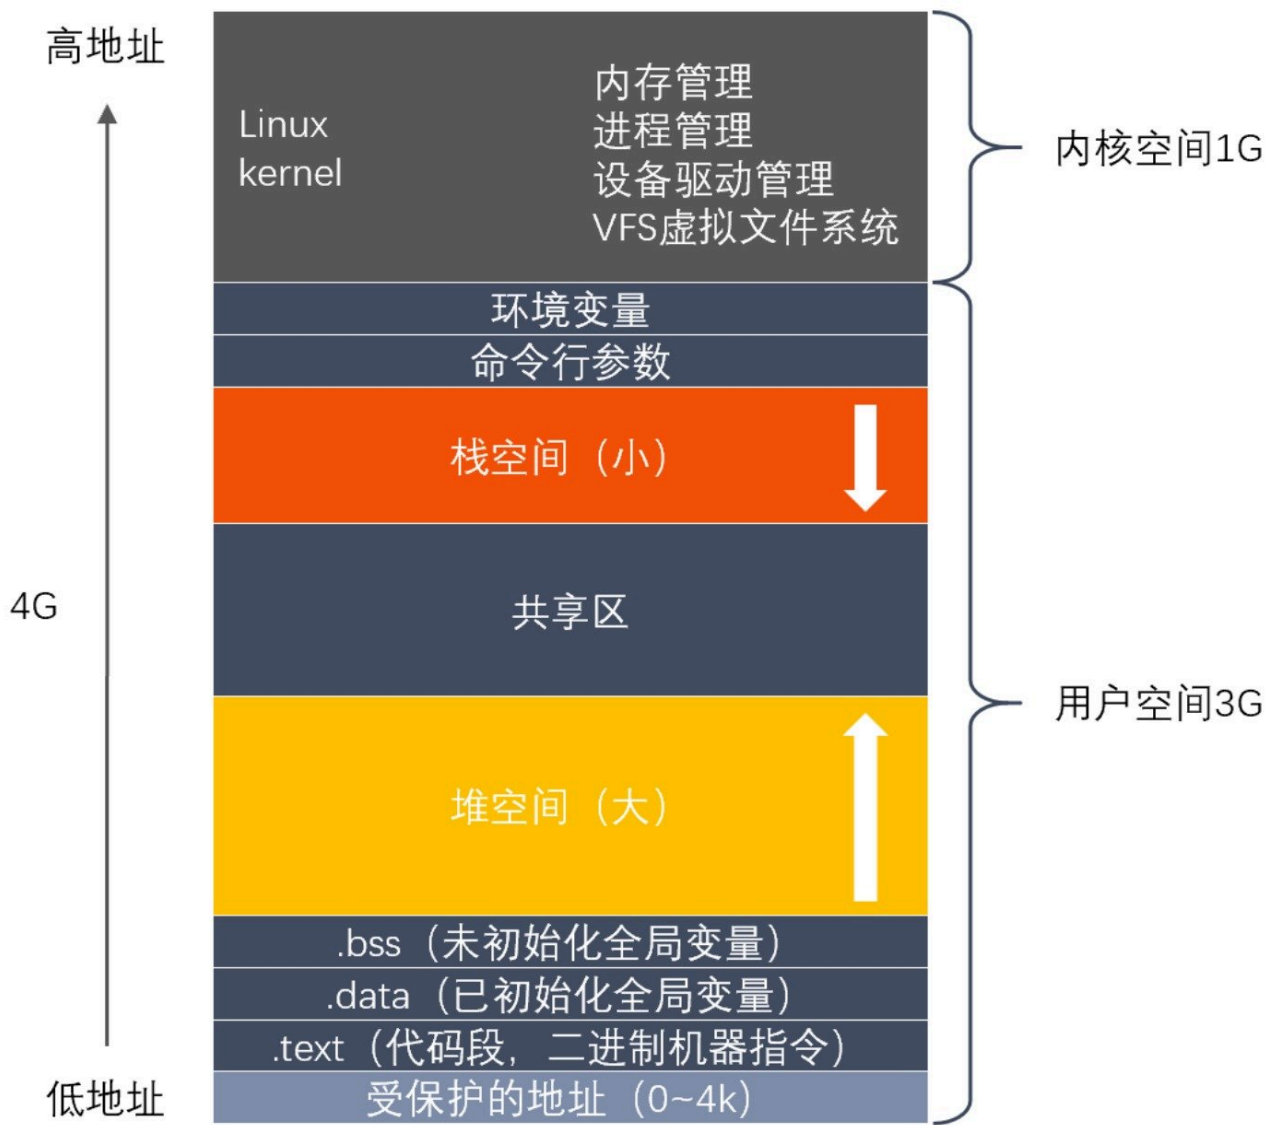 高地址
Linux
kernel
内存管理
进程管理
设备驱动管理
VFS虚拟文件系统
内核空间1G
环境变量
命令行参数
栈空间（小）
4G
共享区
用户空间3G
堆空间（大）
.bss（未初始化全局变量）
.data（已初始化全局变量）
.text（代码段，二进制机器指令）
低地址
受保护的地址（0~4k）